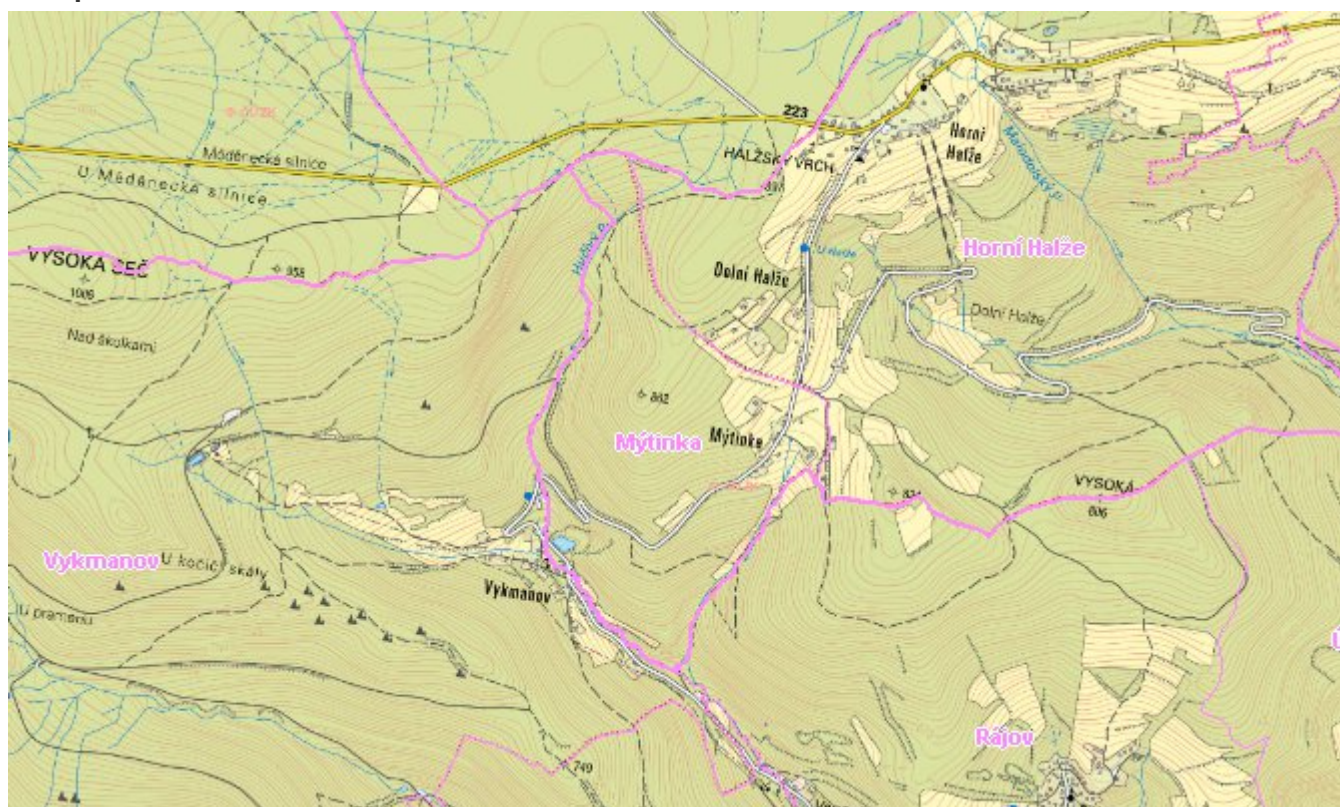 223
Horní
Halže
HALŽSKÝ VRCH
Měděnecká silnice
U Měděnecká silnice
VYSOKÁ SEČ
958
1006
Nad školkami
Dolní Halže
Horní Halže
Dolní Halže
862
Mýtinka
Mýtinka
VYSOKÁ
806
Vykmanov
U kočičí skály
Vykmanov
U pramenu
Rájov
749